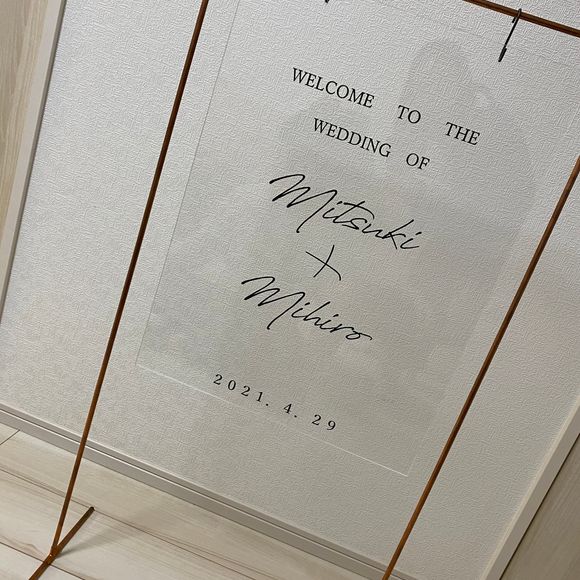 WELCOME TO THE
WEDDING OF
Mitsuki
+
Mihiro
2021. 4. 29